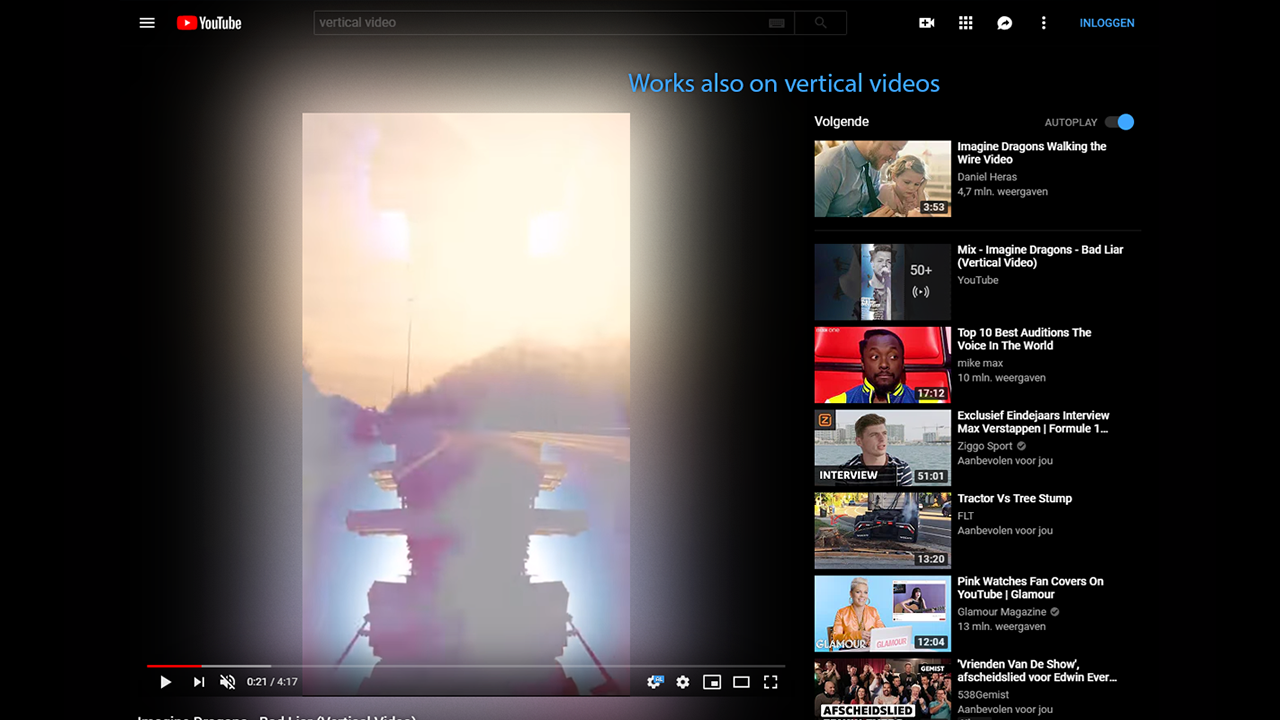 YouTube
vertical video
INLOGGEN
Works also on vertical videos
Volgende
AUTOPLAY
Imagine Dragons Walking the
Wire Video
Daniel Heras
4,7 mln. weergaven
3:53
Mix - Imagine Dragons - Bad Liar
(Vertical Video)
YouTube
50+
Top 10 Best Auditions The
Voice In The World
mike max
10 mln. weergaven
17:12
Exclusief Eindejaars Interview
Max Verstappen | Formule 1...
Ziggo Sport
Aanbevolen voor jou
INTERVIEW
51:01
Tractor Vs Tree Stump
FLT
Aanbevolen voor jou
13:20
Pink Watches Fan Covers On
YouTube | Glamour
Glamour Magazine
13 mln. weergaven
GLAMOUR
GLAMOUR
12:04
'Vrienden Van De Show',
afscheidslied voor Edwin Ever...
538Gemist
Aanbevolen voor jou
GEMIST
AFSCHEIDSLIED
0:21 / 4:17
Imagine Dragons - Bad Liar (Vertical Video)